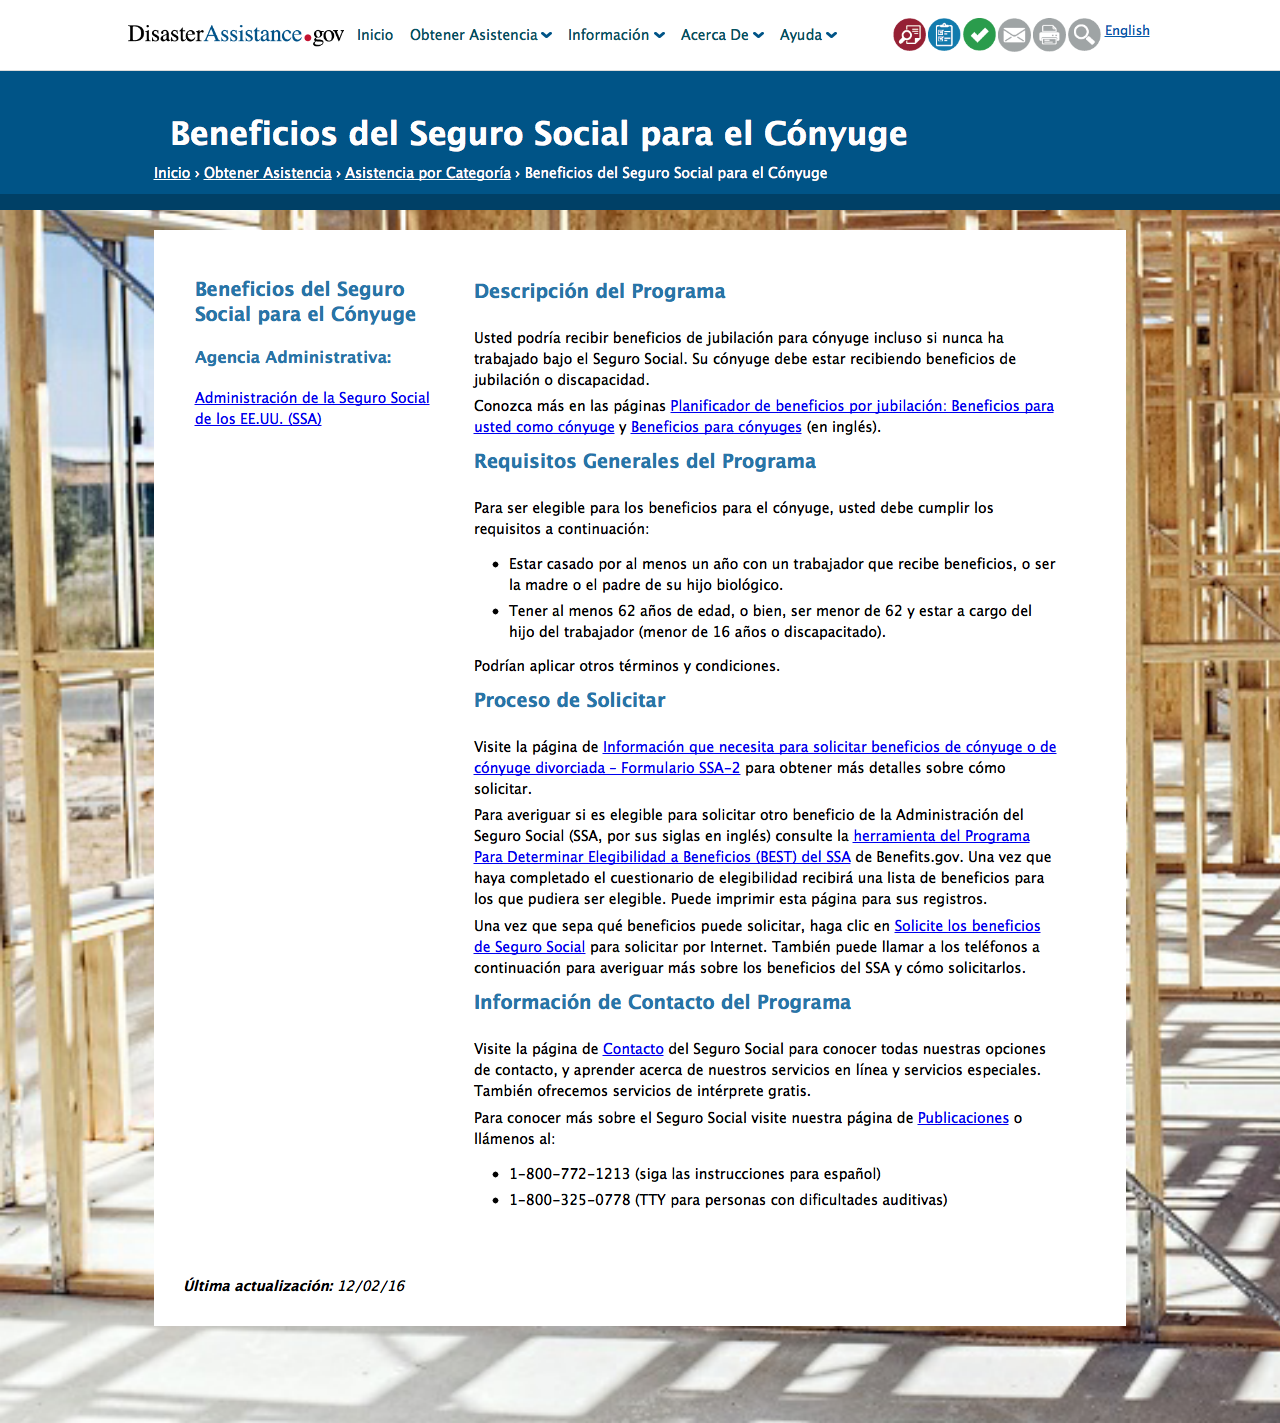 DisasterAssistance.gov Inicio Obtener Asistencia Información Acerca De Ayuda English
Beneficios del Seguro Social para el Cónyuge
Inicio › Obtener Asistencia › Asistencia por Categoría › Beneficios del Seguro Social para el Cónyuge
Beneficios del Seguro
Social para el Cónyuge
Agencia Administrativa:
Administración de la Seguro Social
de los EE.UU. (SSA)
Descripción del Programa
Usted podría recibir beneficios de jubilación para cónyuge incluso si nunca ha
trabajado bajo el Seguro Social. Su cónyuge debe estar recibiendo beneficios de
jubilación o discapacidad.
Conozca más en las páginas Planificador de beneficios por jubilación: Beneficios para
usted como cónyuge y Beneficios para cónyuges (en inglés).
Requisitos Generales del Programa
Para ser elegible para los beneficios para el cónyuge, usted debe cumplir los
requisitos a continuación:
• Estar casado por al menos un año con un trabajador que recibe beneficios, o ser
la madre o el padre de su hijo biológico.
• Tener al menos 62 años de edad, o bien, ser menor de 62 y estar a cargo del
hijo del trabajador (menor de 16 años o discapacitado).
Podrían aplicar otros términos y condiciones.
Proceso de Solicitar
Visite la página de Información que necesita para solicitar beneficios de cónyuge o de
cónyuge divorciada – Formulario SSA-2 para obtener más detalles sobre cómo
solicitar.
Para averiguar si es elegible para solicitar otro beneficio de la Administración del
Seguro Social (SSA, por sus siglas en inglés) consulte la herramienta del Programa
Para Determinar Elegibilidad a Beneficios (BEST) del SSA de Benefits.gov. Una vez que
haya completado el cuestionario de elegibilidad recibirá una lista de beneficios para
los que pudiera ser elegible. Puede imprimir esta página para sus registros.
Una vez que sepa qué beneficios puede solicitar, haga clic en Solicite los beneficios
de Seguro Social para solicitar por Internet. También puede llamar a los teléfonos a
continuación para averiguar más sobre los beneficios del SSA y cómo solicitarlos.
Información de Contacto del Programa
Visite la página de Contacto del Seguro Social para conocer todas nuestras opciones
de contacto, y aprender acerca de nuestros servicios en línea y servicios especiales.
También ofrecemos servicios de intérprete gratis.
Para conocer más sobre el Seguro Social visite nuestra página de Publicaciones o
llámenos al:
• 1-800-772-1213 (siga las instrucciones para español)
• 1-800-325-0778 (TTY para personas con dificultades auditivas)
Última actualización: 12/02/16